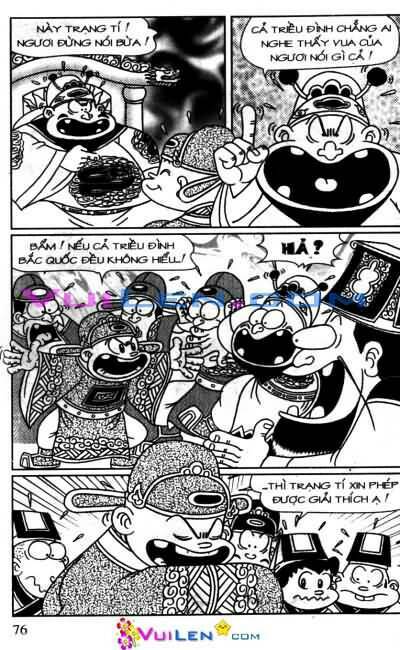 NÀY TRẠNG TÍ!
NGƯƠI ĐỪNG NÓI BỪA!
CẢ TRIỀU ĐÌNH CHẲNG AI
NGHE THẤY VUA CỦA
NGƯƠI NÓI GÌ CẢ!
BẨM! NẾU CẢ TRIỀU ĐÌNH
BẮC QUỐC ĐỀU KHÔNG HIỂU...
HẢ?
VUILEN.COM
...THÌ TRẠNG TÍ XIN PHÉP
ĐƯỢC GIẢI THÍCH Ạ!
76
VUILEN.COM